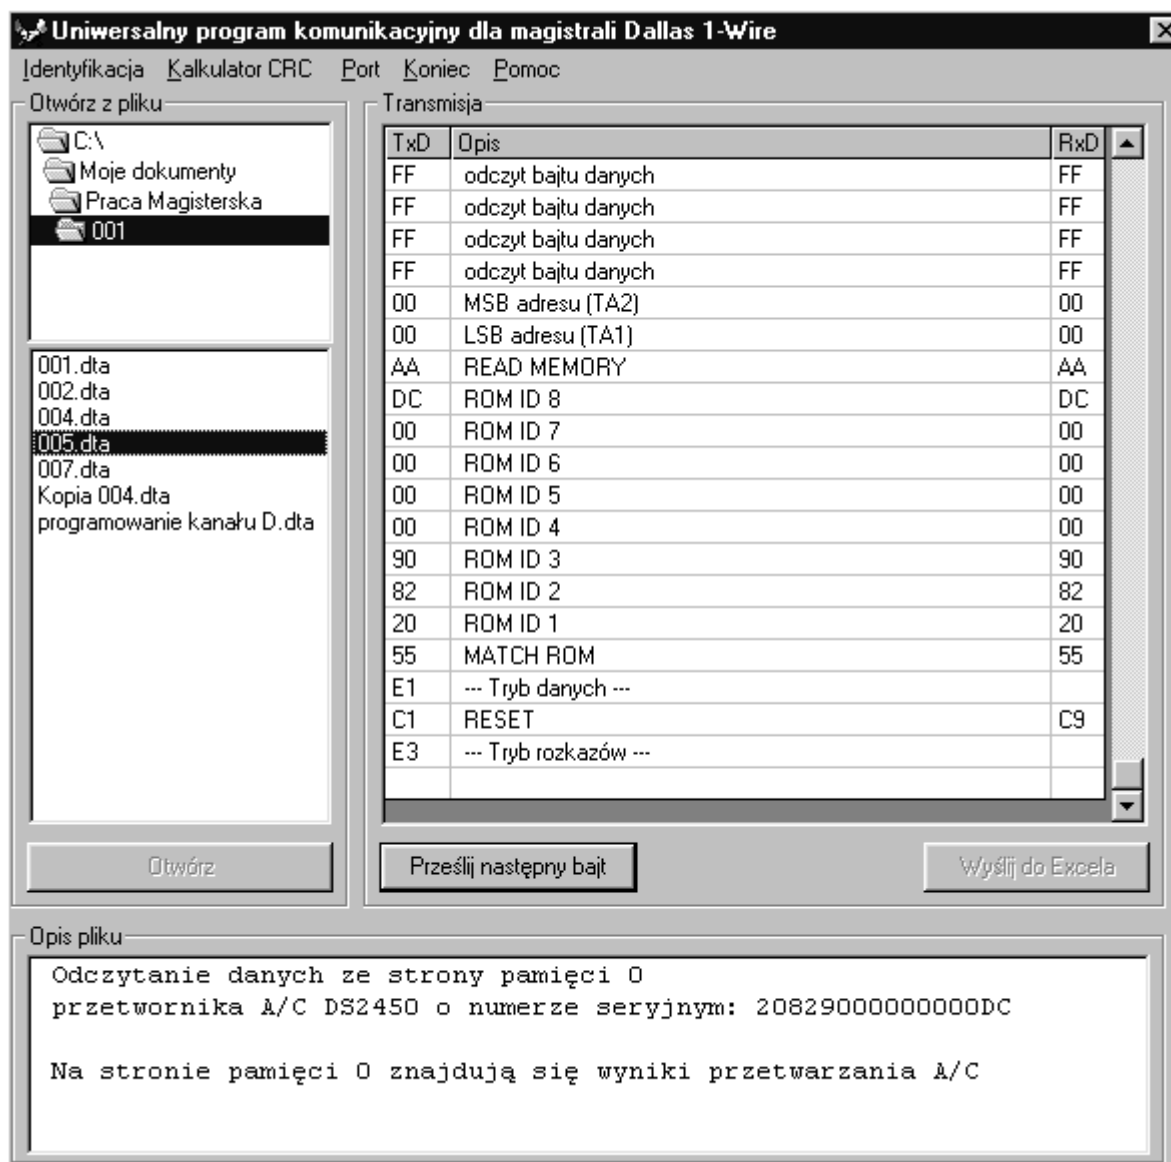 Uniwersalny program komunikacyjny dla magistrali Dallas 1-Wire
Identyfikacja Kalkulator CRC Port Koniec Pomoc
Otwórz z pliku
C:\
Moje dokumenty
Praca Magisterska
001
001.dta
002.dta
004.dta
005.dta
007.dta
Kopia 004.dta
programowanie kanału D.dta
Otwórz
Transmisja
TxD Opis RxD
FF odczyt bajtu danych FF
FF odczyt bajtu danych FF
FF odczyt bajtu danych FF
FF odczyt bajtu danych FF
00 MSB adresu (TA2) 00
00 LSB adresu (TA1) 00
AA READ MEMORY AA
DC ROM ID 8 DC
00 ROM ID 7 00
00 ROM ID 6 00
00 ROM ID 5 00
00 ROM ID 4 00
90 ROM ID 3 90
82 ROM ID 2 82
20 ROM ID 1 20
55 MATCH ROM 55
E1 --- Tryb danych ---
C1 RESET C9
E3 --- Tryb rozkazów ---
Prześlij następny bajt
Wyślij do Excela
Opis pliku
Odczytanie danych ze strony pamięci 0
przetwornika A/C DS2450 o numerze seryjnym: 20829000000000DC
Na stronie pamięci 0 znajdują się wyniki przetwarzania A/C